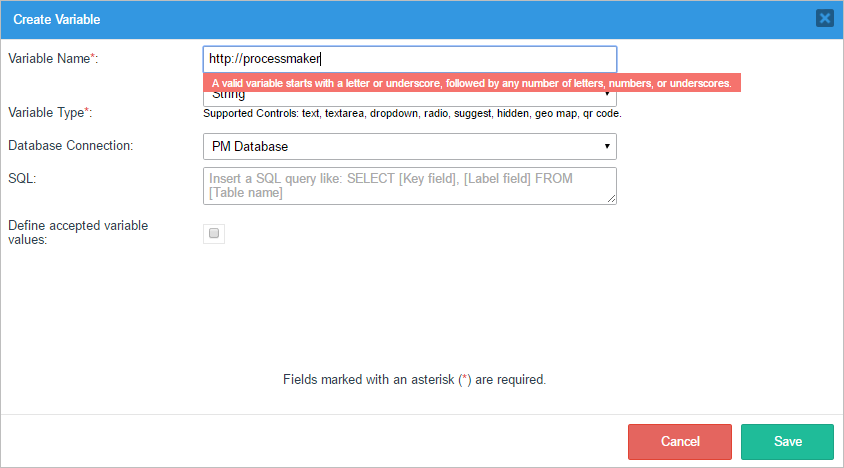 Create Variable
Variable Name*:
http://processmaker
A valid variable starts with a letter or underscore, followed by any number of letters, numbers, or underscores.
String
Variable Type*:
Supported Controls: text, textarea, dropdown, radio, suggest, hidden, geo map, qr code.
Database Connection:
PM Database
SQL:
Insert a SQL query like: SELECT [Key field], [Label field] FROM
[Table name]
Define accepted variable
values:
Fields marked with an asterisk (*) are required.
Cancel
Save